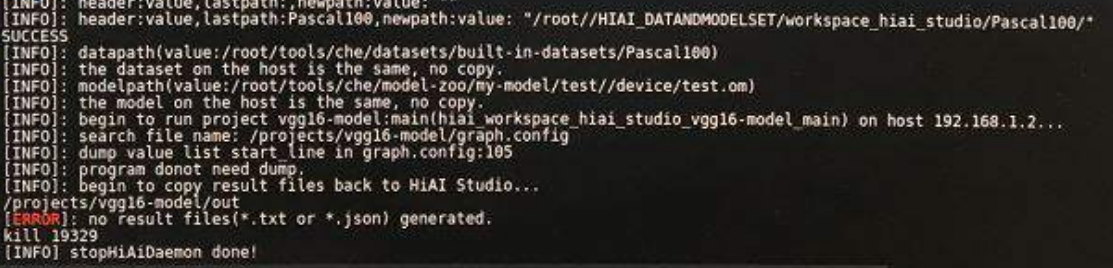 [INFO]: header:value,lastpath:,newpath:value: "
[INFO]: header:value,lastpath:Pascal100,newpath:value: "/root//HIAI_DATANDMODELSET/workspace_hiai_studio/Pascal100/"
SUCCESS
[INFO]: datapath(value:/root/tools/che/datasets/built-in-datasets/Pascal100)
[INFO]: the dataset on the host is the same, no copy.
[INFO]: modelpath(value:/root/tools/che/model-zoo/my-model/test//device/test.om)
[INFO]: the model on the host is the same, no copy.
[INFO]: begin to run project vgg16-model:main(hiai_workspace_hiai_studio_vgg16-model_main) on host 192.168.1.2...
[INFO]: search file name: /projects/vgg16-model/graph.config
[INFO]: dump value list start_line in graph.config:105
[INFO]: program donot need dump.
[INFO]: begin to copy result files back to HiAI Studio...
/projects/vgg16-model/out
[ERROR]: no result files(*.txt or *.json) generated.
kill 19329
[INFO] stopHiAiDaemon done!